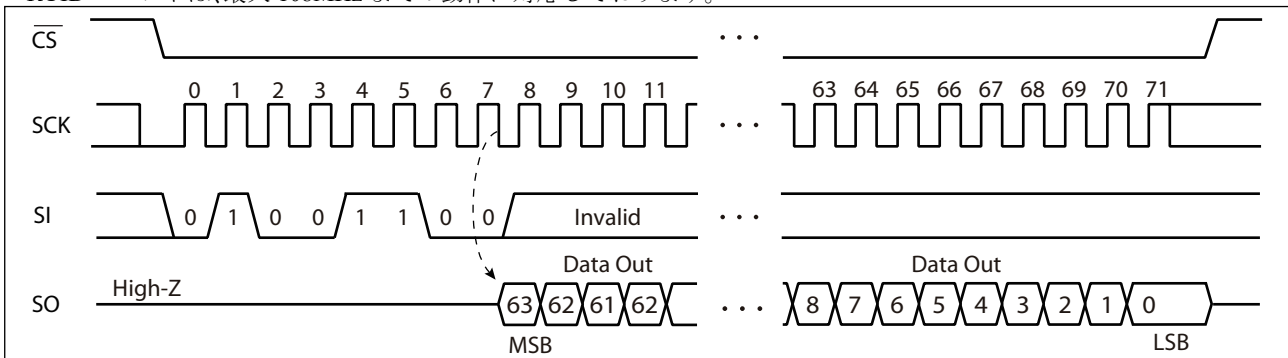 108MHz
CS
· · ·
0 1 2 3 4 5 6 7 8 9 10 11 63 64 65 66 67 68 69 70 71
SCK
· · ·
SI
0 1 0 0 1 1 0 0 Invalid
· · ·
Data Out Data Out
High-Z
SO
63 62 61 62 · · · 8 7 6 5 4 3 2 1 0
MSB LSB